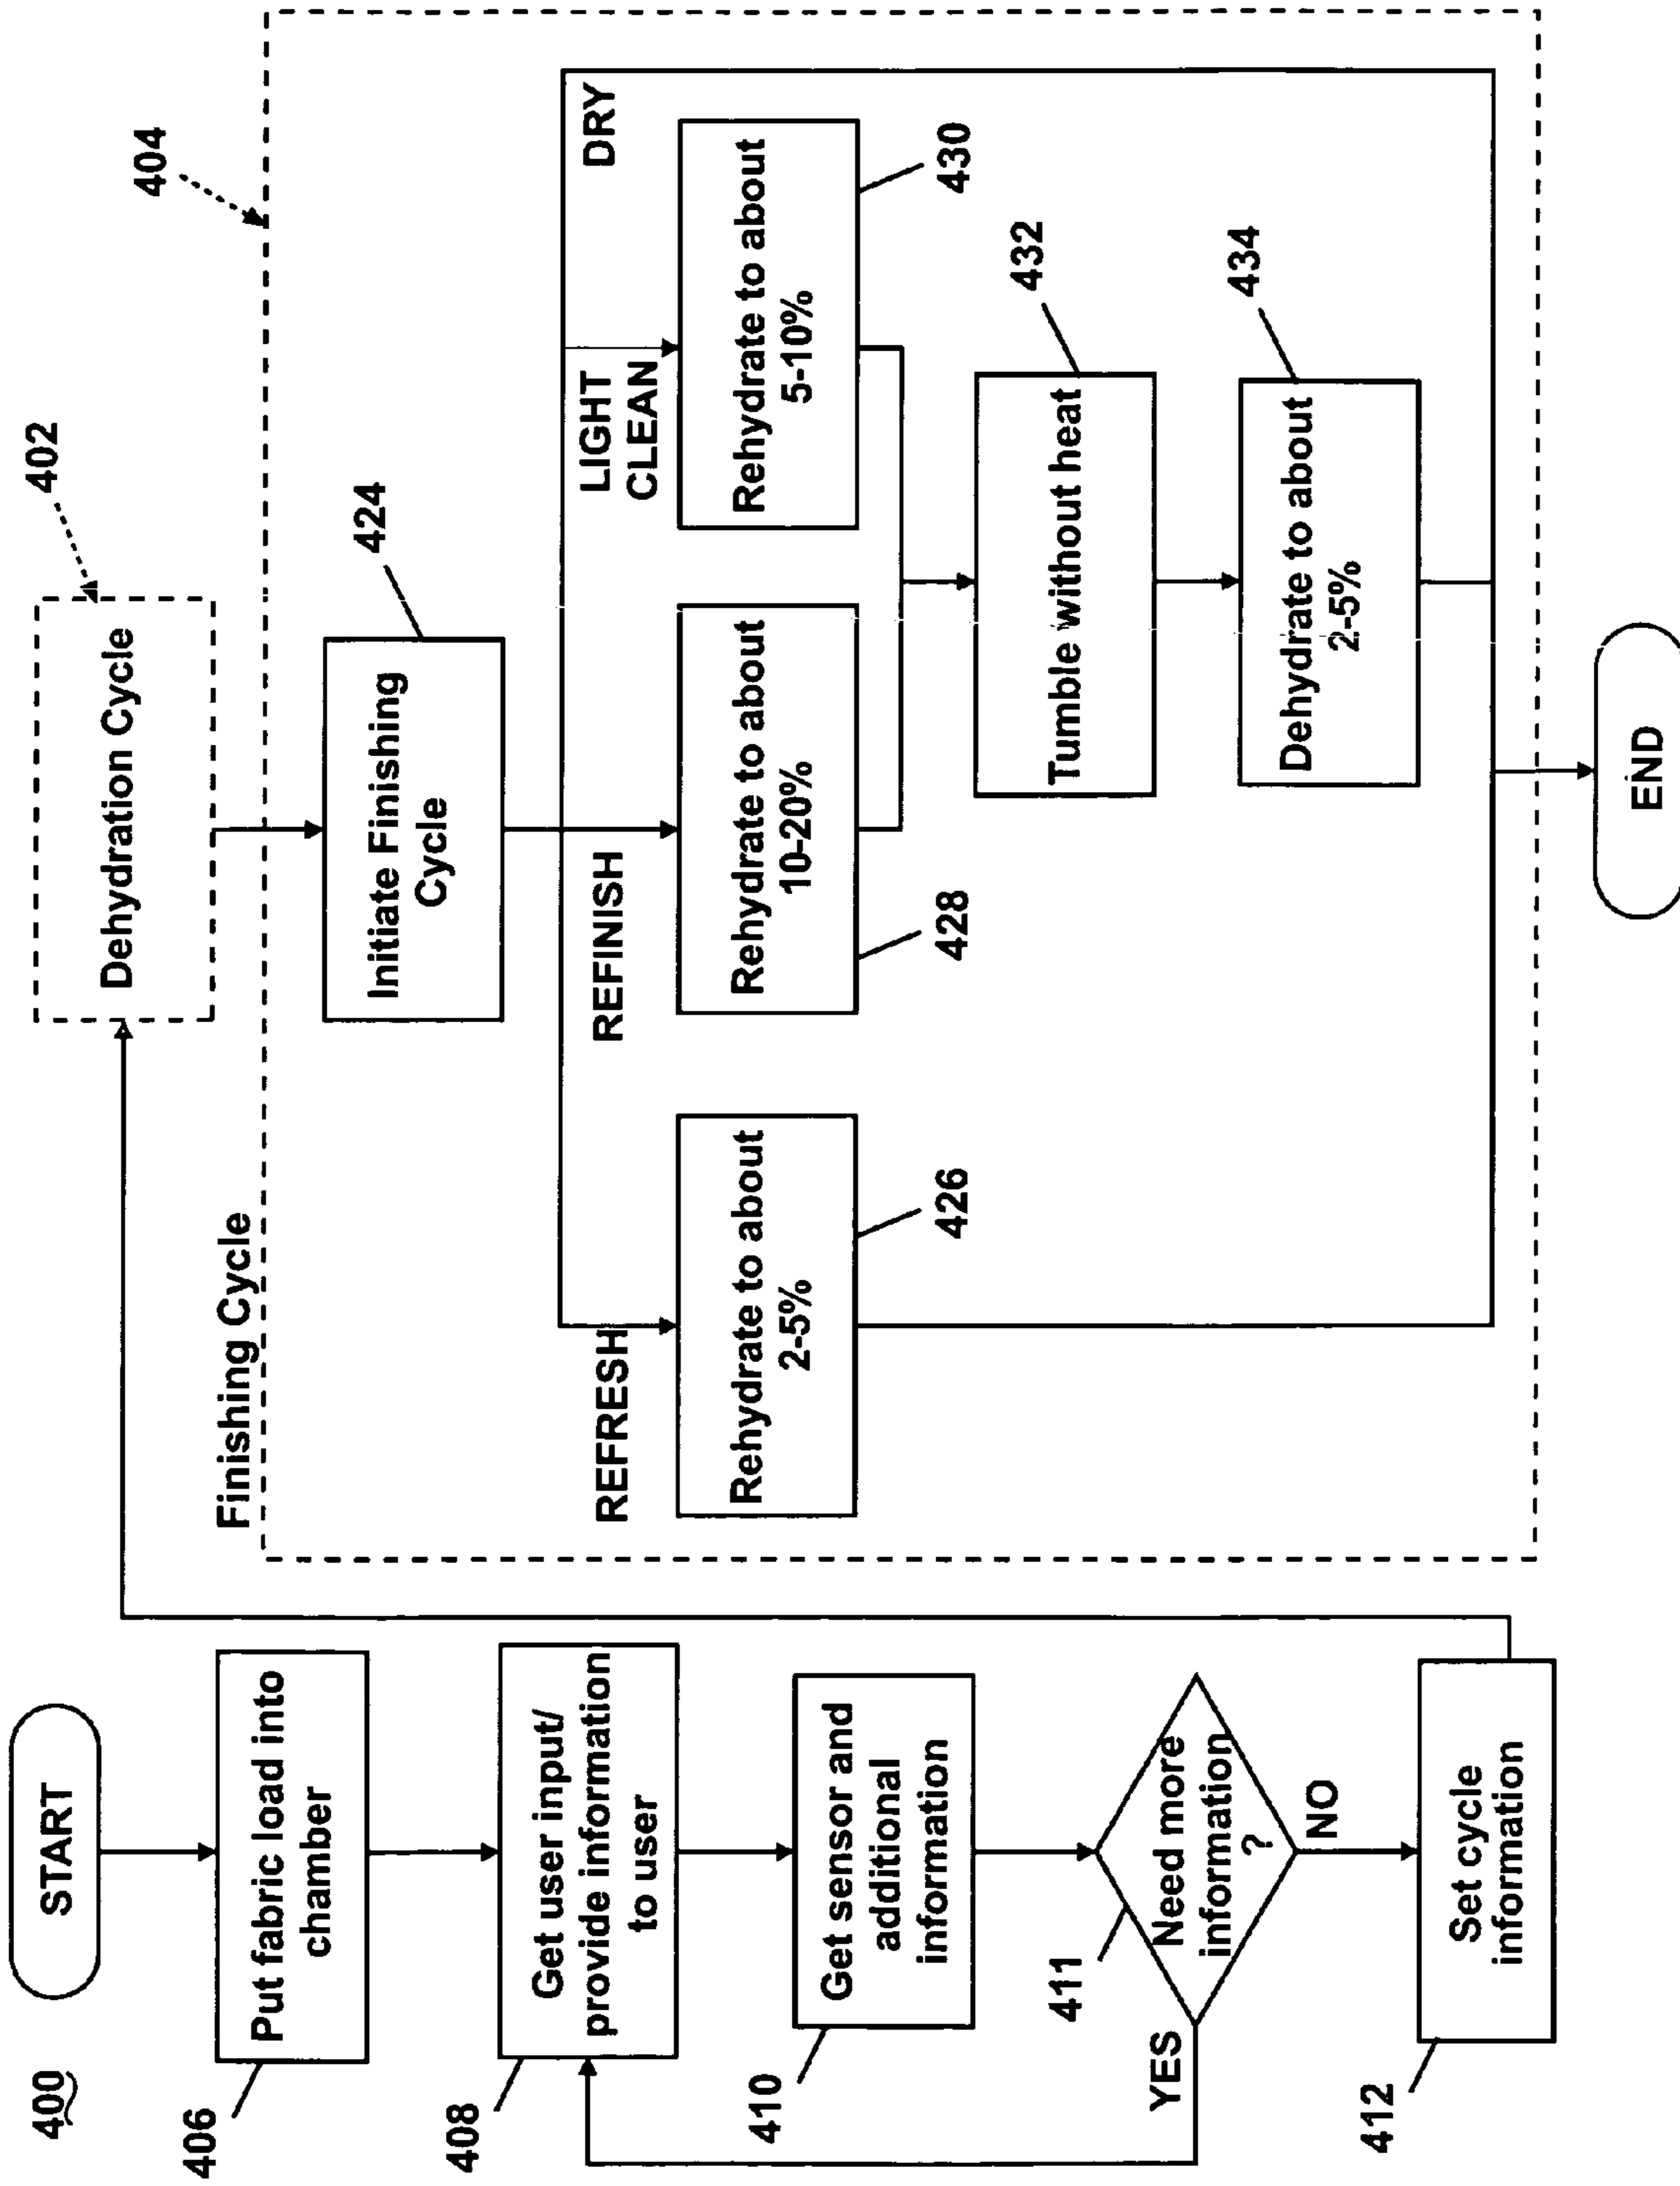 400
START
406
Put fabric load into
chamber
408
Get user input/
provide information
to user
410
Get sensor and
additional
information
411
Need more
information
?
YES
NO
412
Set cycle
information
402
Dehydration Cycle
Finishing Cycle
404
424
Initiate Finishing
Cycle
REFRESH
REFINISH
LIGHT
CLEAN
DRY
Rehydrate to about
2-5%
426
Rehydrate to about
10-20%
428
Rehydrate to about
5-10%
430
Tumble without heat
432
Dehydrate to about
2-5%
434
END